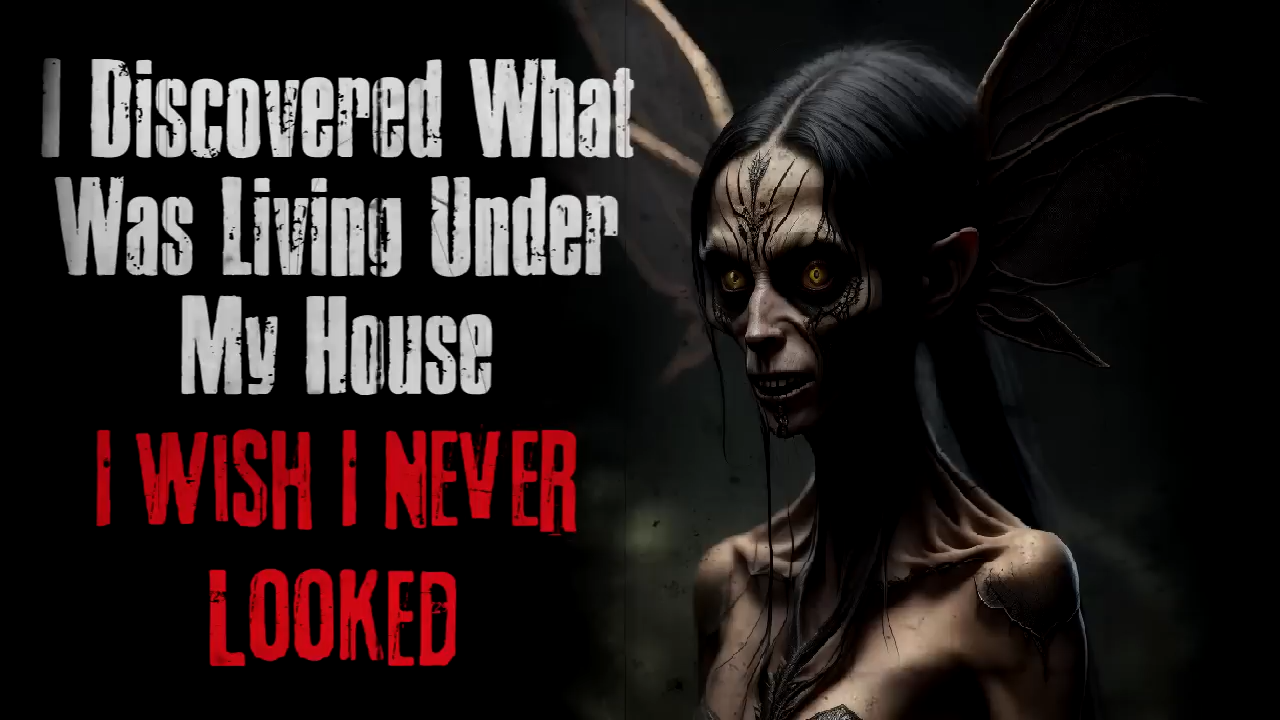 I Discovered What
Was Living Under
My House
I WISH I NEVER
LOOKED